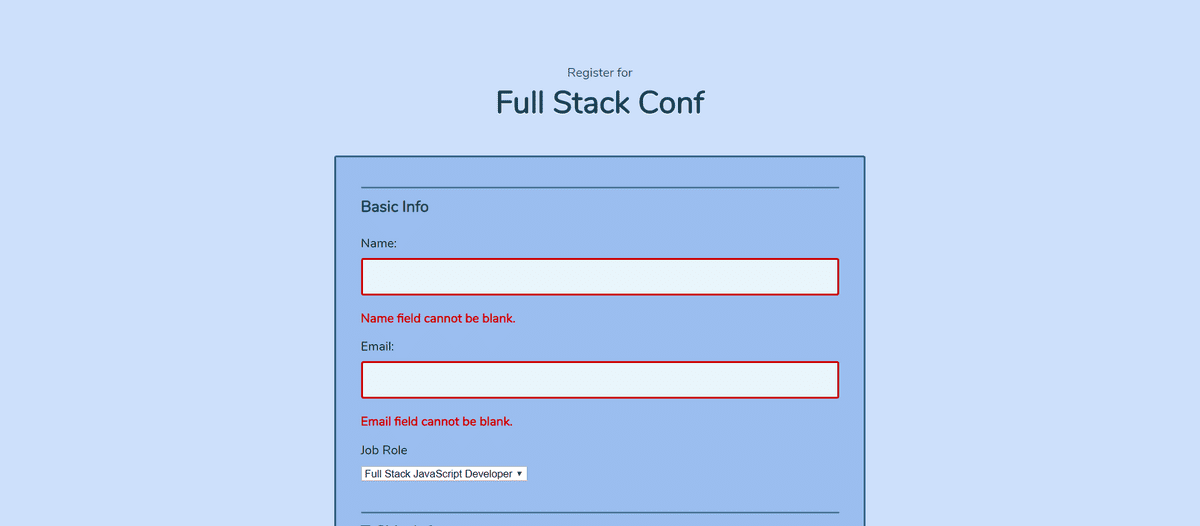 Register for
Full Stack Conf
Basic Info
Name:
Name field cannot be blank.
Email:
Email field cannot be blank.
Job Role
Full Stack JavaScript Developer